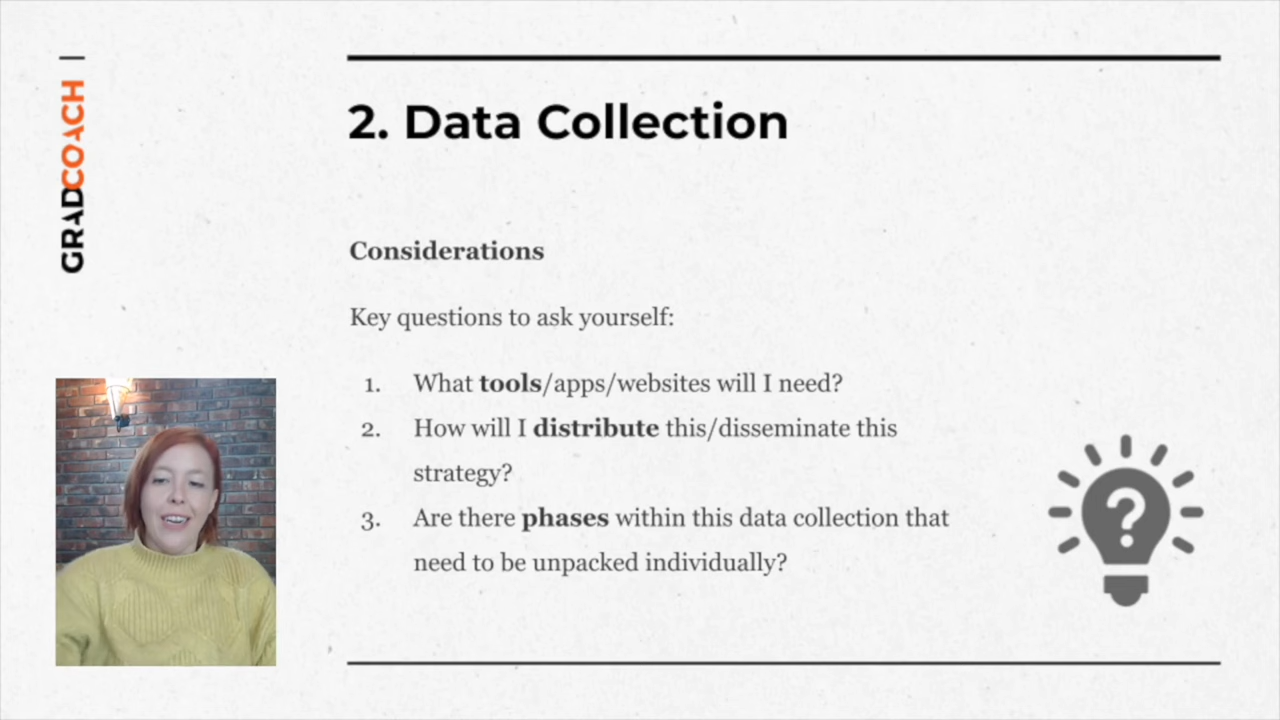 GRADCOACH
2. Data Collection
Considerations
Key questions to ask yourself:
1. What tools/apps/websites will I need?
2. How will I distribute this/disseminate this
strategy?
3. Are there phases within this data collection that
need to be unpacked individually?
?